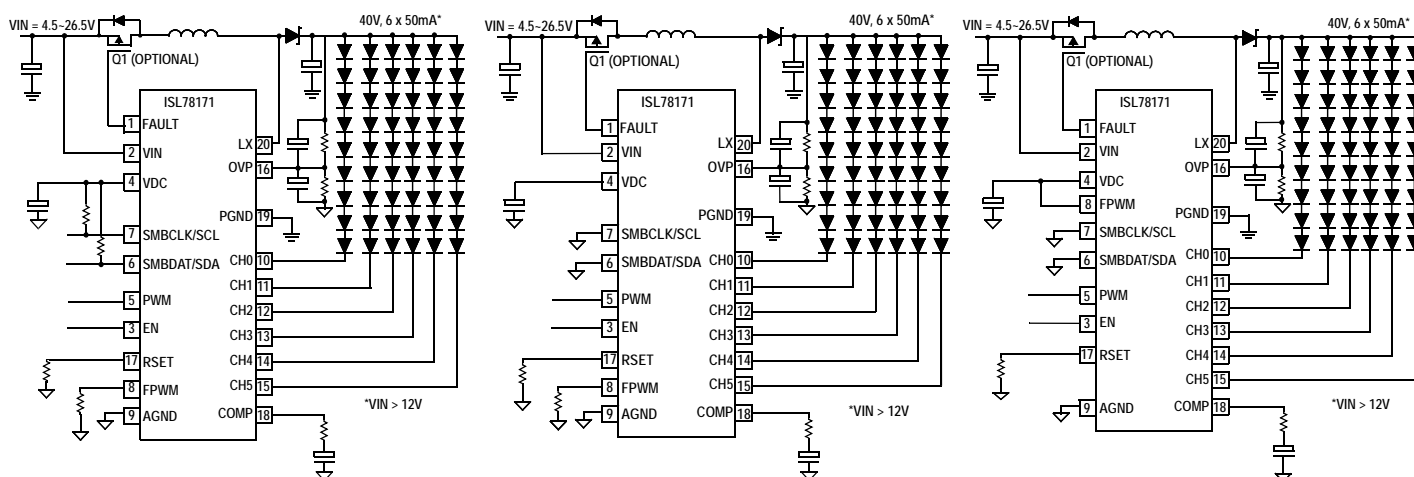 VIN = 4.5~26.5V
40V, 6 x 50mA*
Q1 (OPTIONAL)
ISL78171
1 FAULT
LX 20
2 VIN
OVP 16
4 VDC
PGND 19
7 SMBCLK/SCL
6 SMBDAT/SDA
CH0 10
CH1 11
5 PWM
CH2 12
3 EN
CH3 13
17 RSET
CH4 14
8 FPWM
CH5 15
9 AGND
COMP 18
*VIN > 12V
VIN = 4.5~26.5V
40V, 6 x 50mA*
Q1 (OPTIONAL)
ISL78171
1 FAULT
LX 20
2 VIN
OVP 16
4 VDC
PGND 19
7 SMBCLK/SCL
6 SMBDAT/SDA
CH0 10
CH1 11
5 PWM
CH2 12
3 EN
CH3 13
17 RSET
CH4 14
8 FPWM
CH5 15
9 AGND
COMP 18
*VIN > 12V
VIN = 4.5~26.5V
40V, 6 x 50mA*
Q1 (OPTIONAL)
ISL78171
1 FAULT
LX 20
2 VIN
OVP 16
4 VDC
8 FPWM
PGND 19
7 SMBCLK/SCL
6 SMBDAT/SDA
CH0 10
CH1 11
5 PWM
CH2 12
3 EN
CH3 13
17 RSET
CH4 14
CH5 15
9 AGND
COMP 18
*VIN > 12V